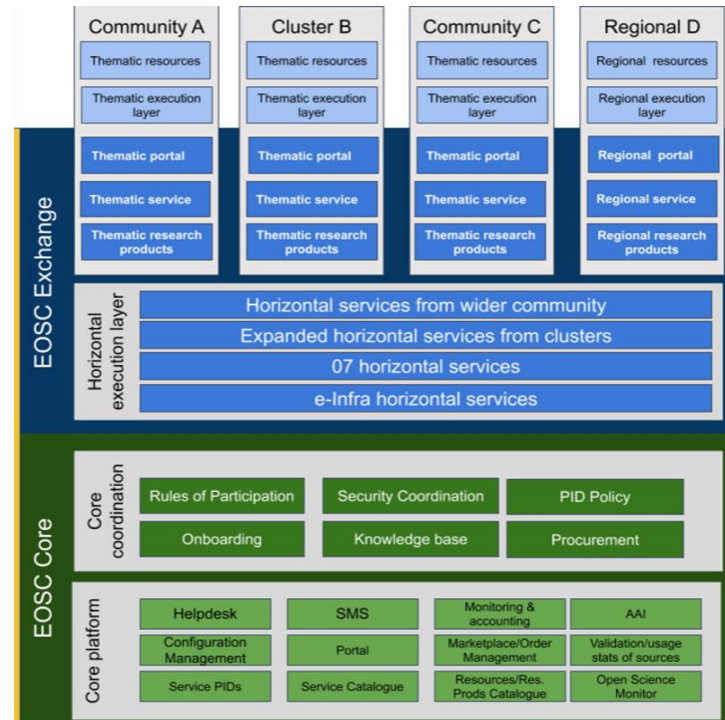 Community A
Cluster B
Community C
Regional D
Thematic resources
Thematic resources
Thematic resources
Regional resources
Thematic execution
layer
Thematic execution
layer
Thematic execution
layer
Regional execution
layer
Thematic portal
Thematic portal
Thematic portal
Regional portal
Thematic service
Thematic service
Thematic service
Regional service
Thematic research
products
Thematic research
products
Thematic research
products
Regional research
products
EOSC Exchange
Horizontal
execution layer
Horizontal services from wider community
Expanded horizontal services from clusters
07 horizontal services
e-Infra horizontal services
EOSC Core
Core
coordination
Rules of Participation
Security Coordination
PID Policy
Onboarding
Knowledge base
Procurement
Core platform
Helpdesk
SMS
Monitoring &
accounting
AAI
Configuration
Management
Portal
Marketplace/Order
Management
Validation/usage
stats of sources
Service PIDs
Service Catalogue
Resources/Res.
Prods Catalogue
Open Science
Monitor